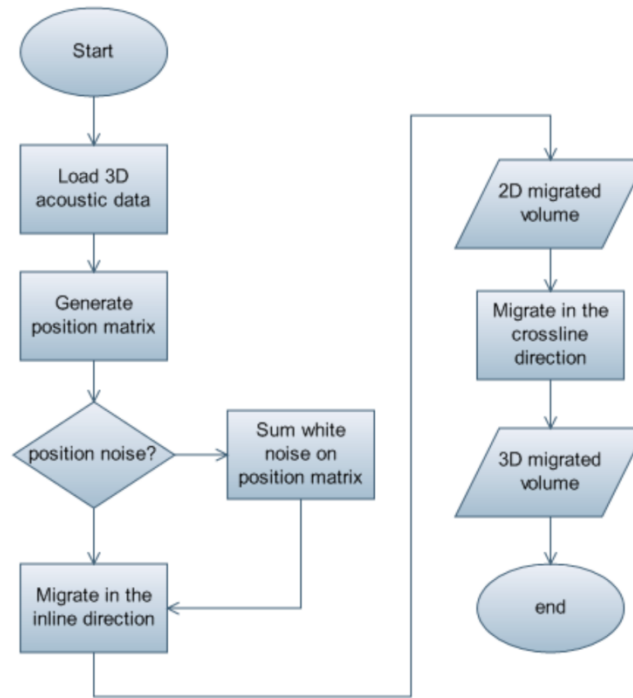 Start
Load 3D
acoustic data
Generate
position matrix
position noise?
Sum white
noise on
position matrix
Migrate in the
inline direction
2D migrated
volume
Migrate in the
crossline
direction
3D migrated
volume
end